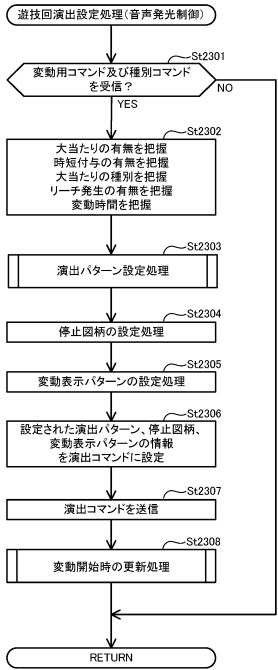 遊技回演出設定処理(音声発光制御)
St2301
変動用コマンド及び種別コマンド
を受信?
NO
YES
St2302
大当たりの有無を把握
時短付与の有無を把握
大当たりの種別を把握
リーチ発生の有無を把握
変動時間を把握
St2303
演出パターン設定処理
St2304
停止図柄の設定処理
St2305
変動表示パターンの設定処理
St2306
設定された演出パターン、停止図柄、
変動表示パターンの情報
を演出コマンドに設定
St2307
演出コマンドを送信
St2308
変動開始時の更新処理
RETURN